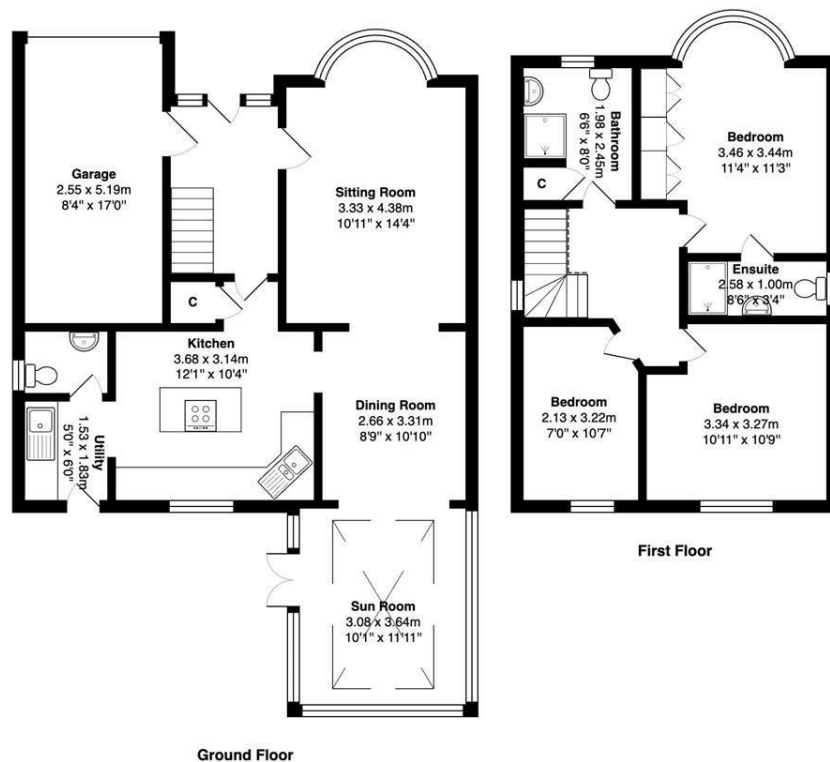 Garage
2.55 x 5.19m
8'4" x 17'0"
Sitting Room
3.33 x 4.38m
10'11" x 14'4"
C
Kitchen
3.68 x 3.14m
12'1" x 10'4"
Utility
1.53 x 1.83m
5'0" x 6'0"
Dining Room
2.66 x 3.31m
8'9" x 10'10"
Sun Room
3.08 x 3.64m
10'1" x 11'11"
Ground Floor
Bathroom
1.98 x 2.45m
6'6" x 8'0"
C
Bedroom
3.46 x 3.44m
11'4" x 11'3"
Ensuite
2.58 x 1.00m
8'6" x 3'4"
Bedroom
2.13 x 3.22m
7'0" x 10'7"
Bedroom
3.34 x 3.27m
10'11" x 10'9"
First Floor